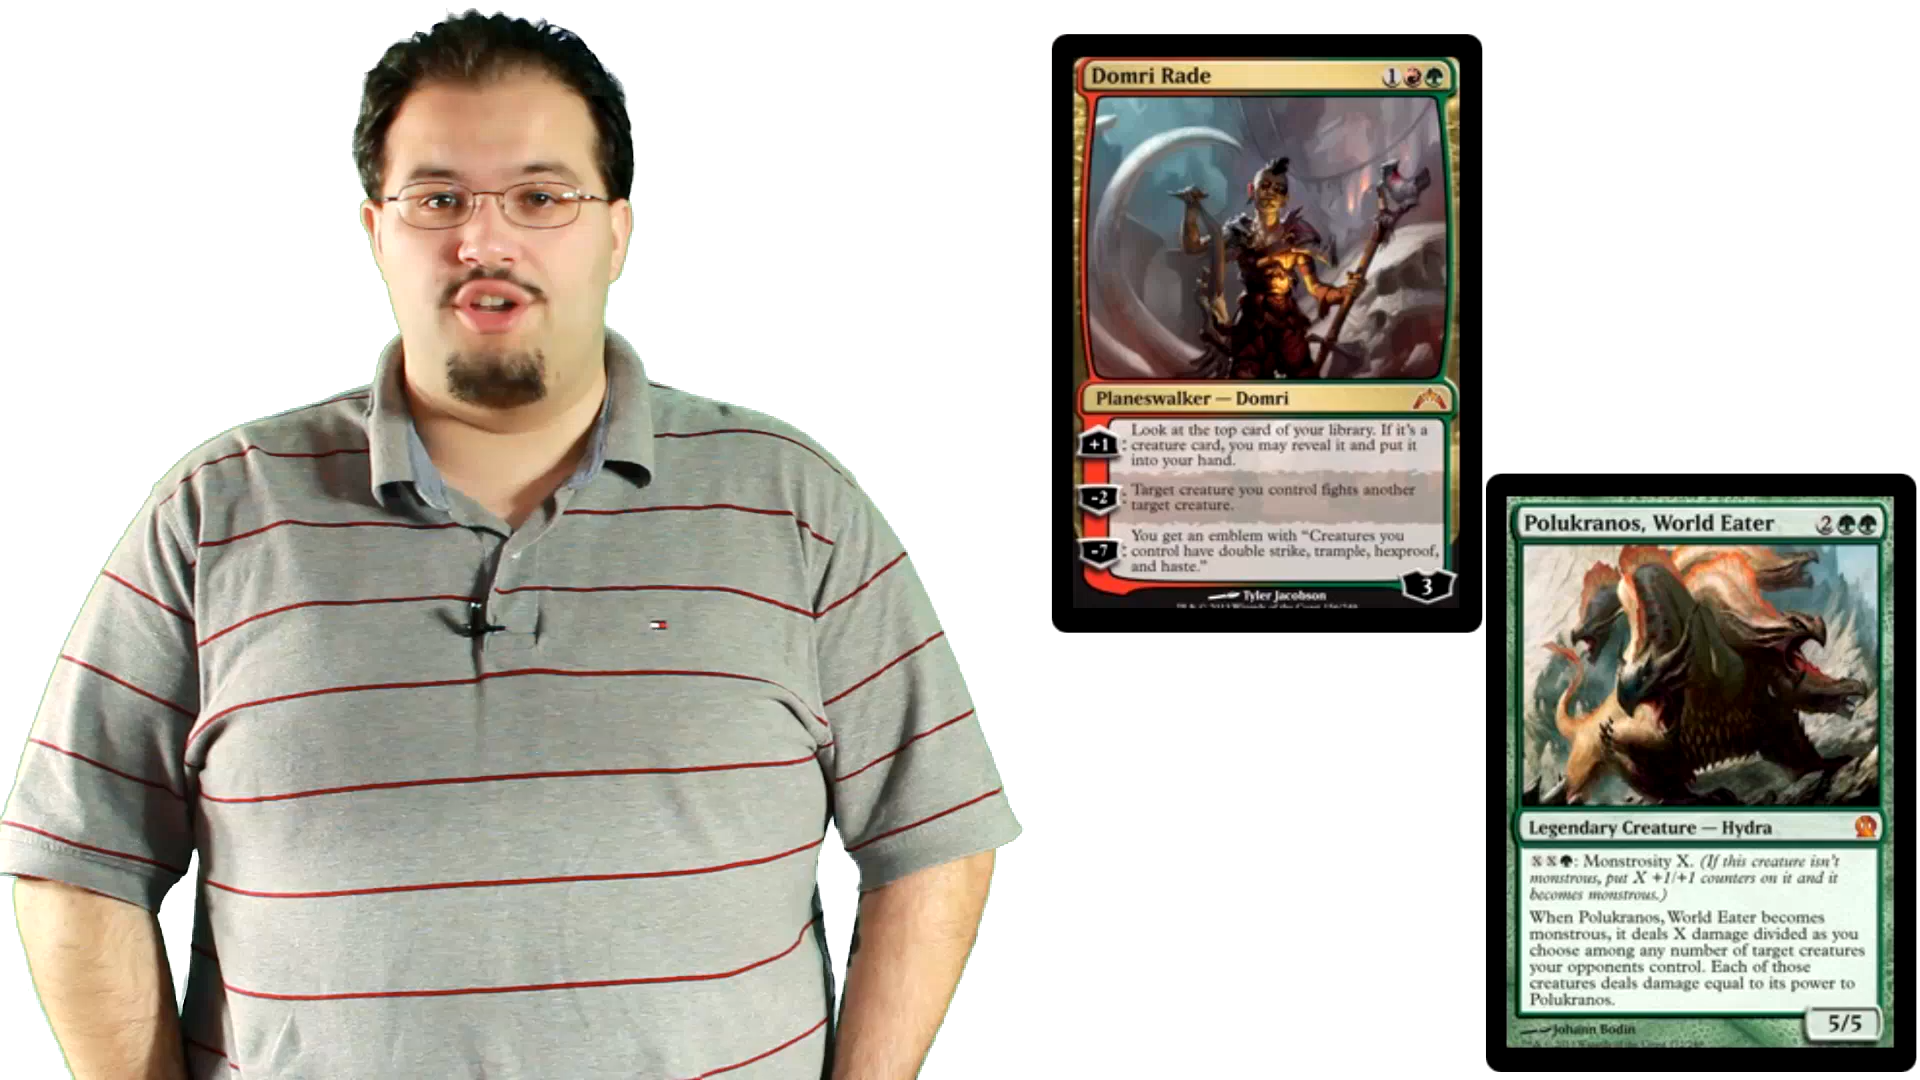 Domri Rade 1
Planeswalker — Domri
+1 : Look at the top card of your library. If it's a
creature card, you may reveal it and put it
into your hand.
-2 : Target creature you control fights another
target creature.
-7 : You get an emblem with “Creatures you
control have double strike, trample, hexproof,
and haste.”
3
Tyler Jacobson
Polukranos, World Eater 2
Legendary Creature — Hydra
XX: Monstrosity X. (If this creature isn't
monstrous, put X +1/+1 counters on it and it
becomes monstrous.)
When Polukranos, World Eater becomes
monstrous, it deals X damage divided as you
choose among any number of target creatures
your opponents control. Each of those
creatures deals damage equal to its power to
Polukranos.
5/5
Johann Bodin